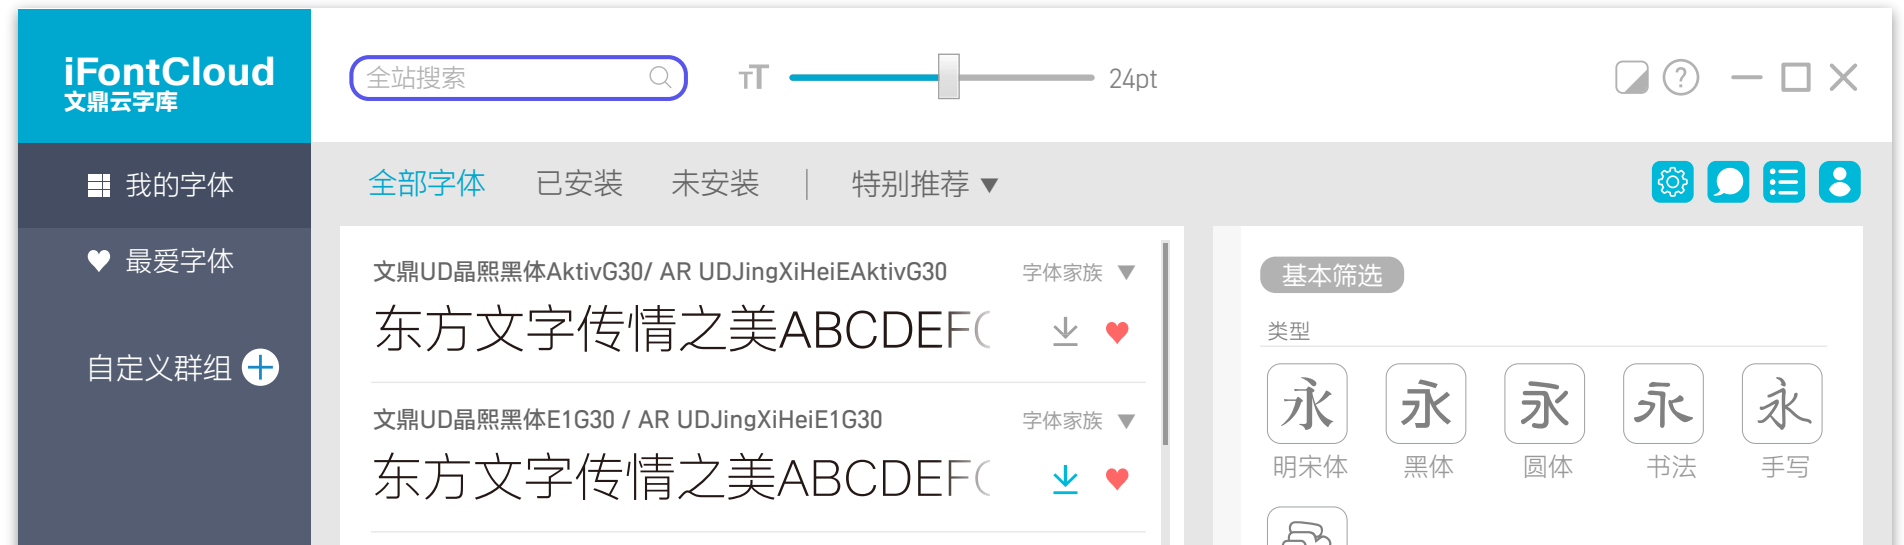 iFontCloud
文鼎云字库
全站搜索
TT
24pt
?
我的字体
最爱字体
自定义群组
全部字体 已安装 未安装 | 特别推荐
文鼎UD晶熙黑体AktivG30/ AR UDJingXiHeiEAktivG30
字体家族
东方文字传情之美ABCDEF
文鼎UD晶熙黑体E1G30 / AR UDJingXiHeiE1G30
字体家族
东方文字传情之美ABCDEF
基本筛选
类型
永 永 永 永 永
明宋体 黑体 圆体 书法 手写